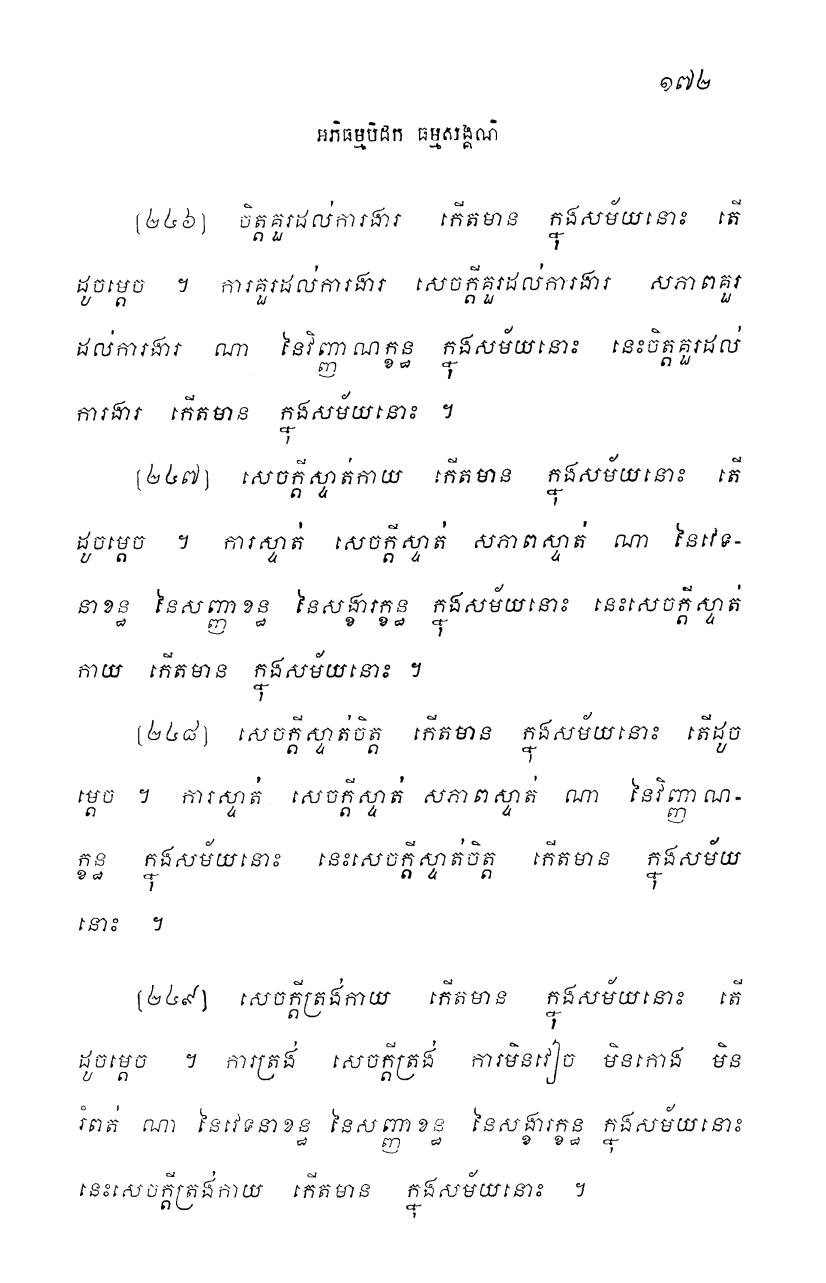 ១៧២
អភិធម្មបិដក ធម្មសង្គណិ
[២៤៦] ចិត្តគួរដល់ការងារ កើតមាន ក្នុងសម័យនោះ តើ
ដូចម្តេច ។ ការគួរដល់ការងារ សេចក្តីគួរដល់ការងារ សភាពគួរ
ដល់ការងារ ណា នៃវិញ្ញាណក្ខន្ធ ក្នុងសម័យនោះ នេះចិត្តគួរដល់
ការងារ កើតមាន ក្នុងសម័យនោះ ។
[២៤៧] សេចក្តីស្ទាត់កាយ កើតមាន ក្នុងសម័យនោះ តើ
ដូចម្តេច ។ ការស្ទាត់ សេចក្តីស្ទាត់ សភាពស្ទាត់ ណា នៃវេទ-
នាខន្ធ នៃសញ្ញាខន្ធ នៃសង្ខារក្ខន្ធ ក្នុងសម័យនោះ នេះសេចក្តីស្ទាត់
កាយ កើតមាន ក្នុងសម័យនោះ ។
[២៤៨] សេចក្តីស្ទាត់ចិត្ត កើតមាន ក្នុងសម័យនោះ តើដូច
ម្តេច ។ ការស្ទាត់ សេចក្តីស្ទាត់ សភាពស្ទាត់ ណា នៃវិញ្ញាណ-
ក្ខន្ធ ក្នុងសម័យនោះ នេះសេចក្តីស្ទាត់ចិត្ត កើតមាន ក្នុងសម័យ
នោះ ។
[២៤៩] សេចក្តីត្រង់កាយ កើតមាន ក្នុងសម័យនោះ តើ
ដូចម្តេច ។ ការត្រង់ សេចក្តីត្រង់ ការមិនវៀច មិនកោង មិន
រំពត់ ណា នៃវេទនាខន្ធ នៃសញ្ញាខន្ធ នៃសង្ខារក្ខន្ធ ក្នុងសម័យនោះ
នេះសេចក្តីត្រង់កាយ កើតមាន ក្នុងសម័យនោះ ។